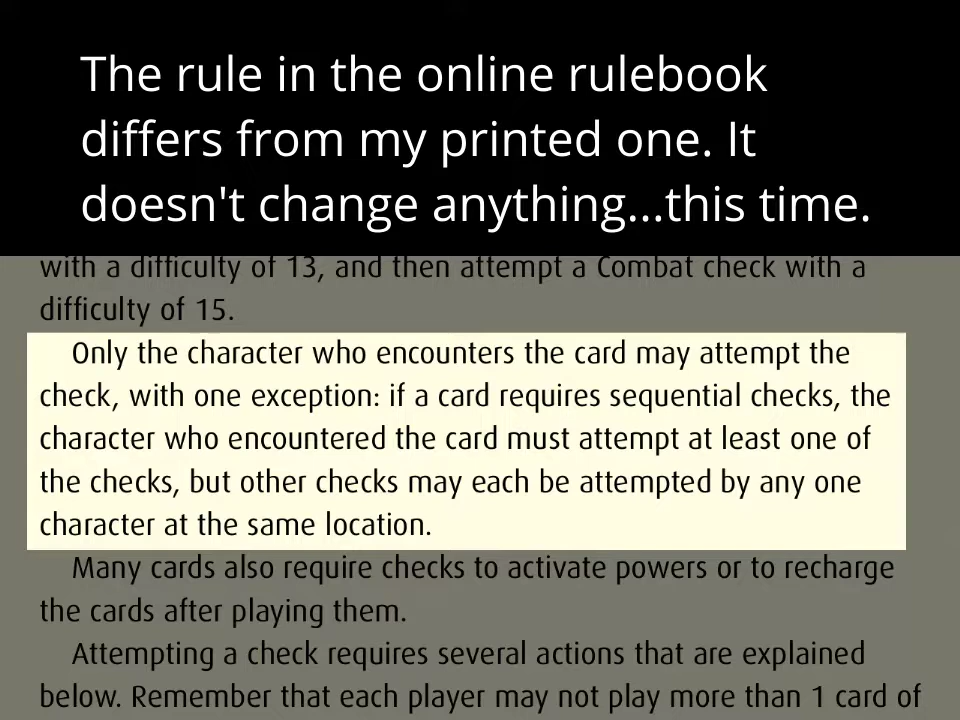 The rule in the online rulebook
differs from my printed one. It
doesn't change anything...this time.
with a difficulty of 13, and then attempt a Combat check with a
difficulty of 15.
Only the character who encounters the card may attempt the
check, with one exception: if a card requires sequential checks, the
character who encountered the card must attempt at least one of
the checks, but other checks may each be attempted by any one
character at the same location.
Many cards also require checks to activate powers or to recharge
the cards after playing them.
Attempting a check requires several actions that are explained
below. Remember that each player may not play more than 1 card of